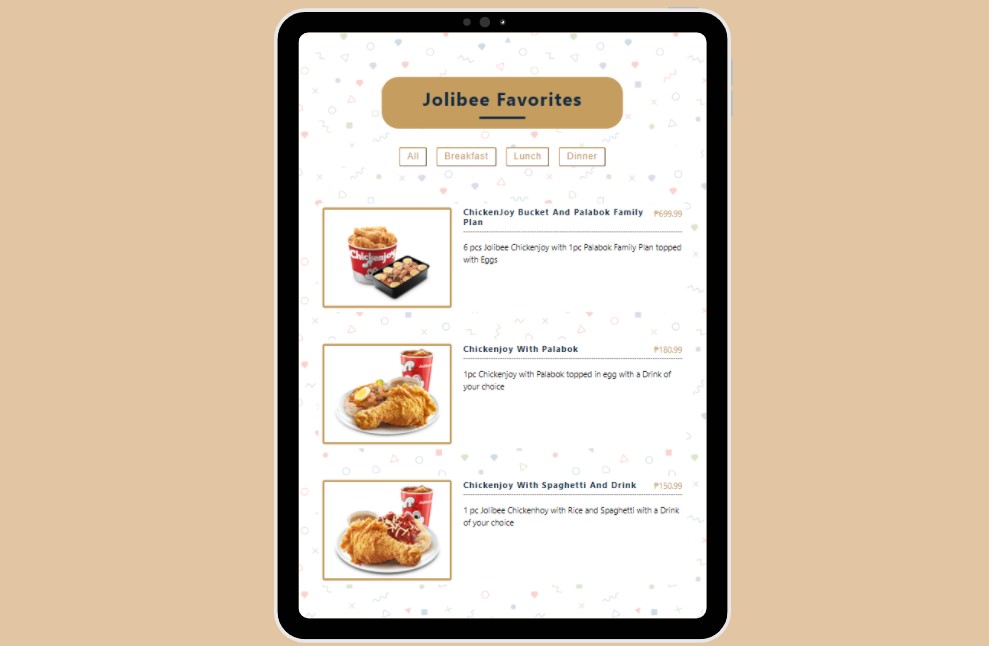 Jolibee Favorites
All Breakfast Lunch Dinner
ChickenJoy Bucket And Palabok Family ₱699.99
Plan
6 pcs Jolibee Chickenjoy with 1pc Palabok Family Plan topped
with Eggs
Chickenjoy
Chickenjoy With Palabok ₱180.99
1pc Chickenjoy with Palabok topped in egg with a Drink of
your choice
Chickenjoy With Spaghetti And Drink ₱150.99
1 pc Jolibee Chickenhoy with Rice and Spaghetti with a Drink
of your choice